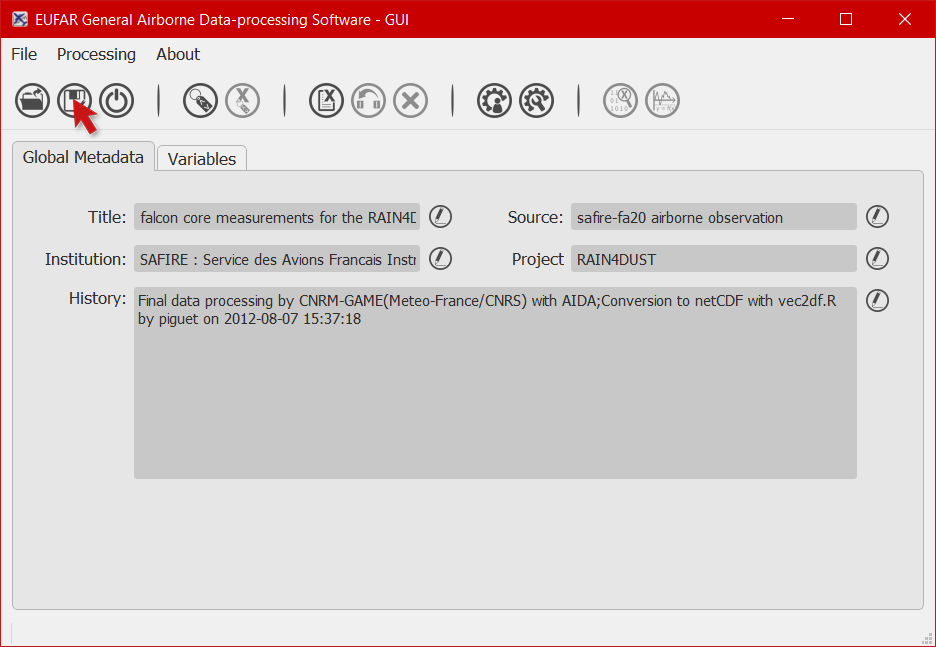 EUFAR General Airborne Data-processing Software - GUI
File Processing About
Global Metadata Variables
Title: falcon core measurements for the Source: safire-fa20 airborne observation
Institution: SAFIRE : Service des Avions Francais Project RAIN4DUST
History: Final data processing by CNRM-GAME(Meteo-France/CNRS) with AIDA;Conversion to netCDF with vec2df.R
by piguet on 2012-08-07 15:37:18